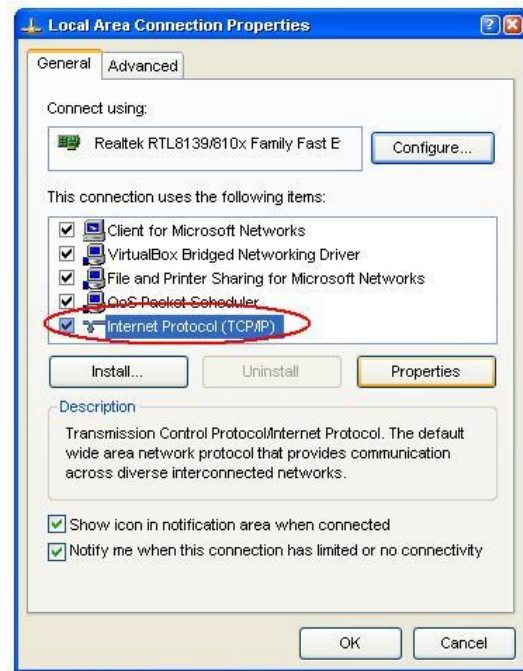 Local Area Connection Properties
General Advanced
Connect using:
Realtek RTL8139/810x Family Fast E
Configure...
This connection uses the following items:
Client for Microsoft Networks
VirtualBox Bridged Networking Driver
File and Printer Sharing for Microsoft Networks
QoS Packet Scheduler
Internet Protocol (TCP/IP)
Install... Uninstall Properties
Description
Transmission Control Protocol/Internet Protocol. The default
wide area network protocol that provides communication
across diverse interconnected networks.
Show icon in notification area when connected
Notify me when this connection has limited or no connectivity
OK Cancel